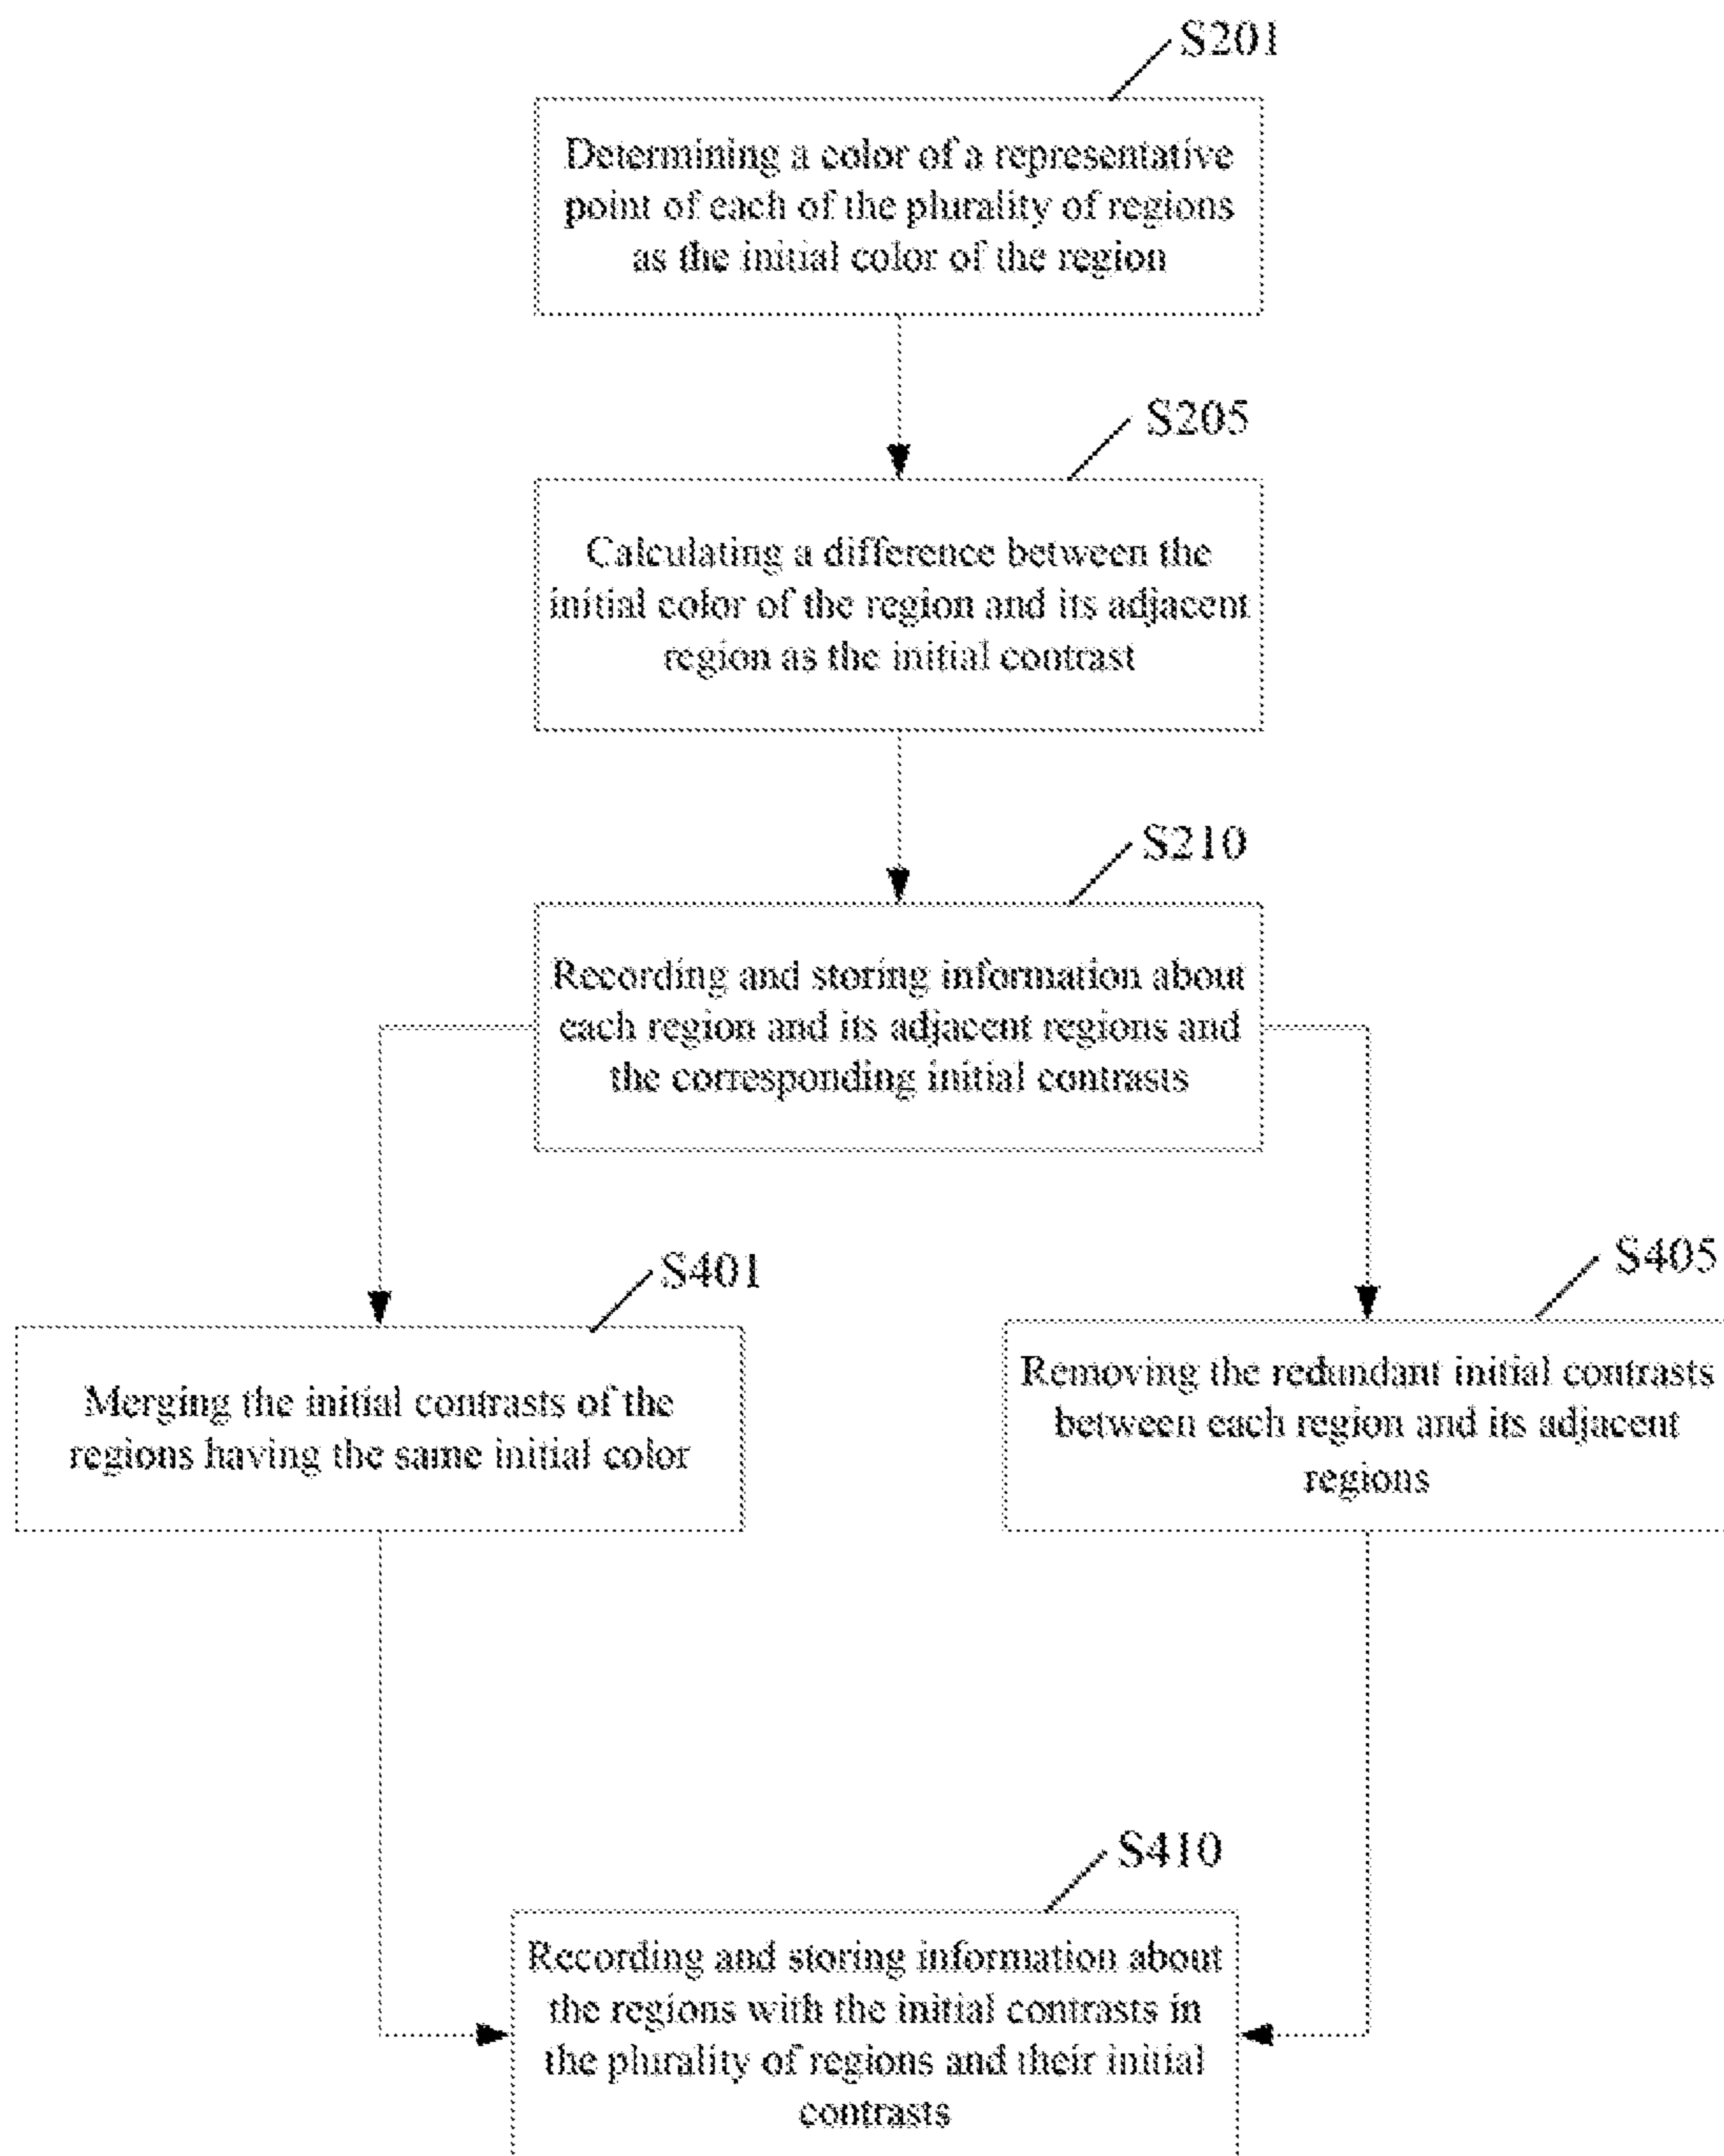 S201
Determining a color of a representative
point of each of the plurality of regions
as the initial color of the region
S205
Calculating a difference between the
initial color of the region and its adjacent
region as the initial contrast
S210
Recording and storing information about
each region and its adjacent regions and
the corresponding initial contrasts
S401
Merging the initial contrasts of the
regions having the same initial color
S405
Removing the redundant initial contrasts
between each region and its adjacent
regions
S410
Recording and storing information about
the regions with the initial contrasts in
the plurality of regions and their initial
contrasts